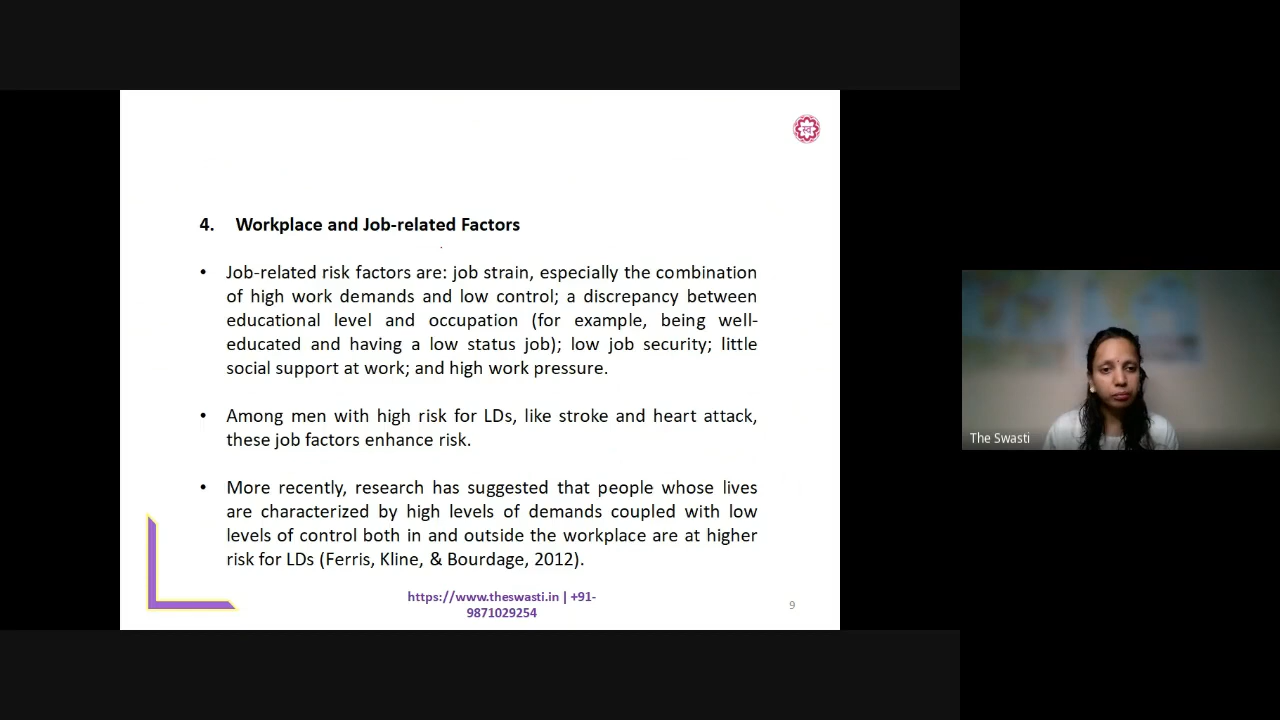 4. Workplace and Job-related Factors
• Job-related risk factors are: job strain, especially the combination
of high work demands and low control; a discrepancy between
educational level and occupation (for example, being well-
educated and having a low status job); low job security; little
social support at work; and high work pressure.
• Among men with high risk for LDs, like stroke and heart attack,
these job factors enhance risk.
• More recently, research has suggested that people whose lives
are characterized by high levels of demands coupled with low
levels of control both in and outside the workplace are at higher
risk for LDs (Ferris, Kline, & Bourdage, 2012).
https://www.theswasti.in | +91-
9871029254
9
The Swasti